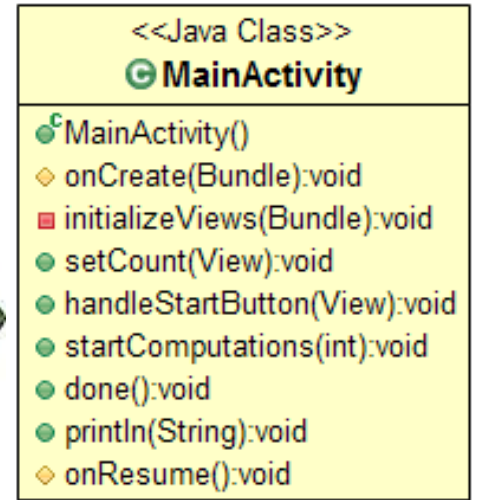 <<Java Class>>
C MainActivity
C MainActivity()
onCreate(Bundle):void
initializeViews(Bundle):void
setCount(View):void
handleStartButton(View):void
startComputations(int):void
done():void
println(String):void
onResume():void